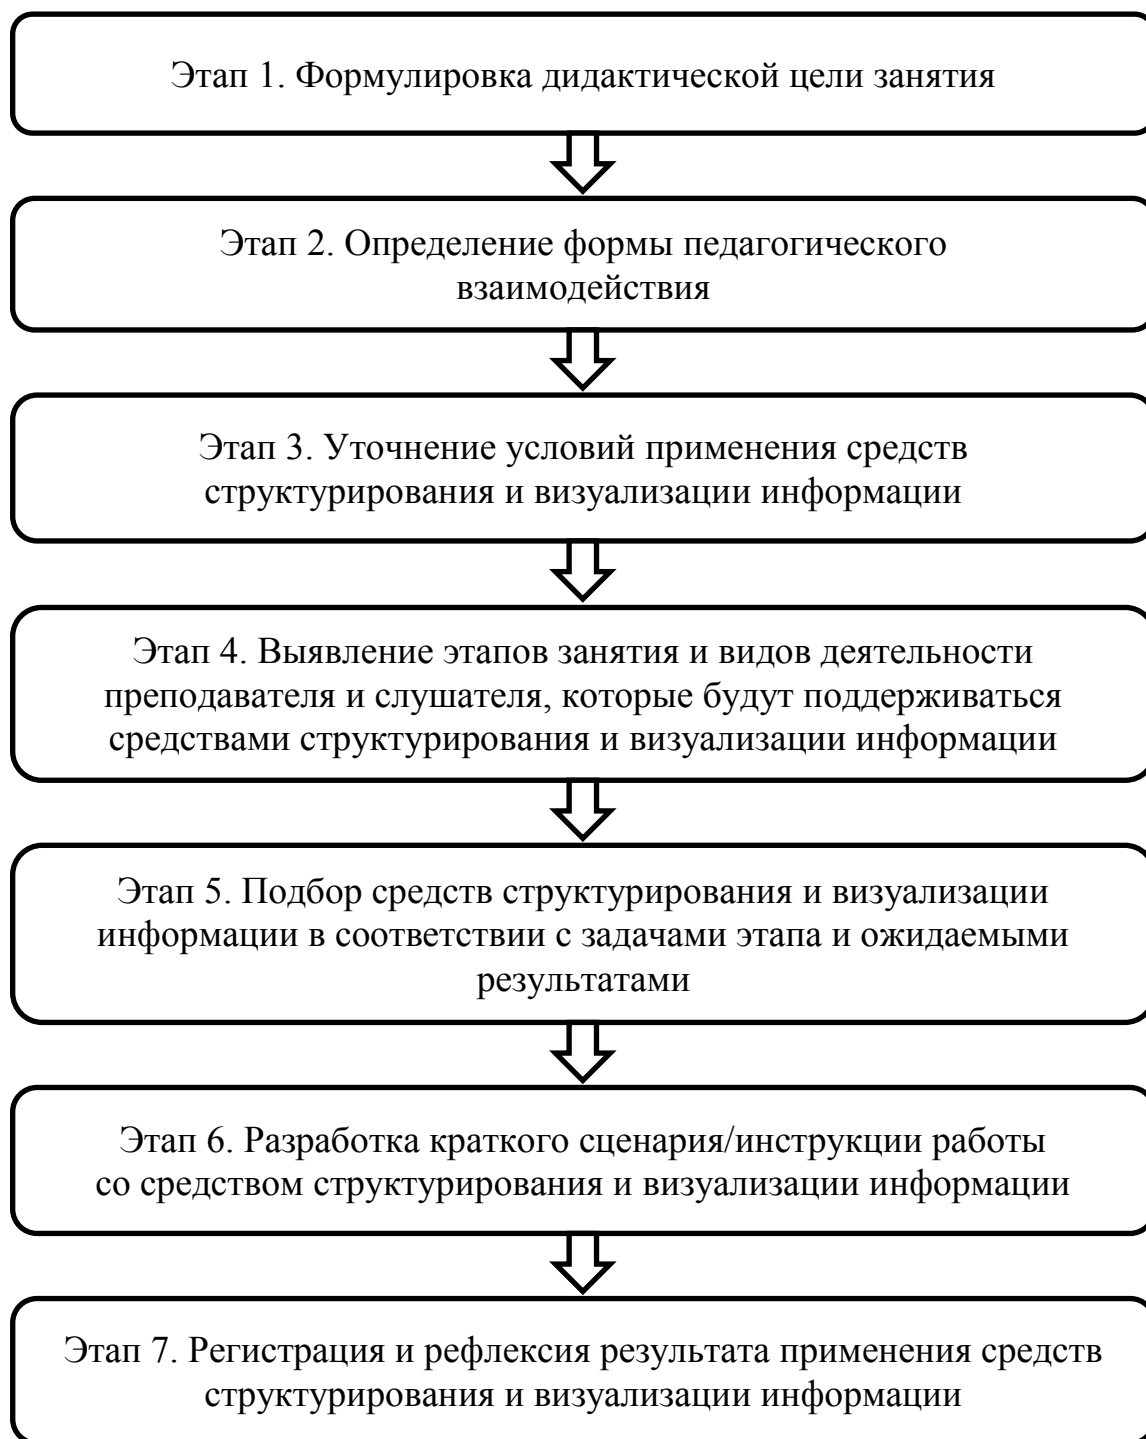 Этап 1. Формулировка дидактической цели занятия
Этап 2. Определение формы педагогического
взаимодействия
Этап 3. Уточнение условий применения средств
структурирования и визуализации информации
Этап 4. Выявление этапов занятия и видов деятельности
преподавателя и слушателя, которые будут поддерживаться
средствами структурирования и визуализации информации
Этап 5. Подбор средств структурирования и визуализации
информации в соответствии с задачами этапа и ожидаемыми
результатами
Этап 6. Разработка краткого сценария/инструкции работы
со средством структурирования и визуализации информации
Этап 7. Регистрация и рефлексия результата применения средств
структурирования и визуализации информации